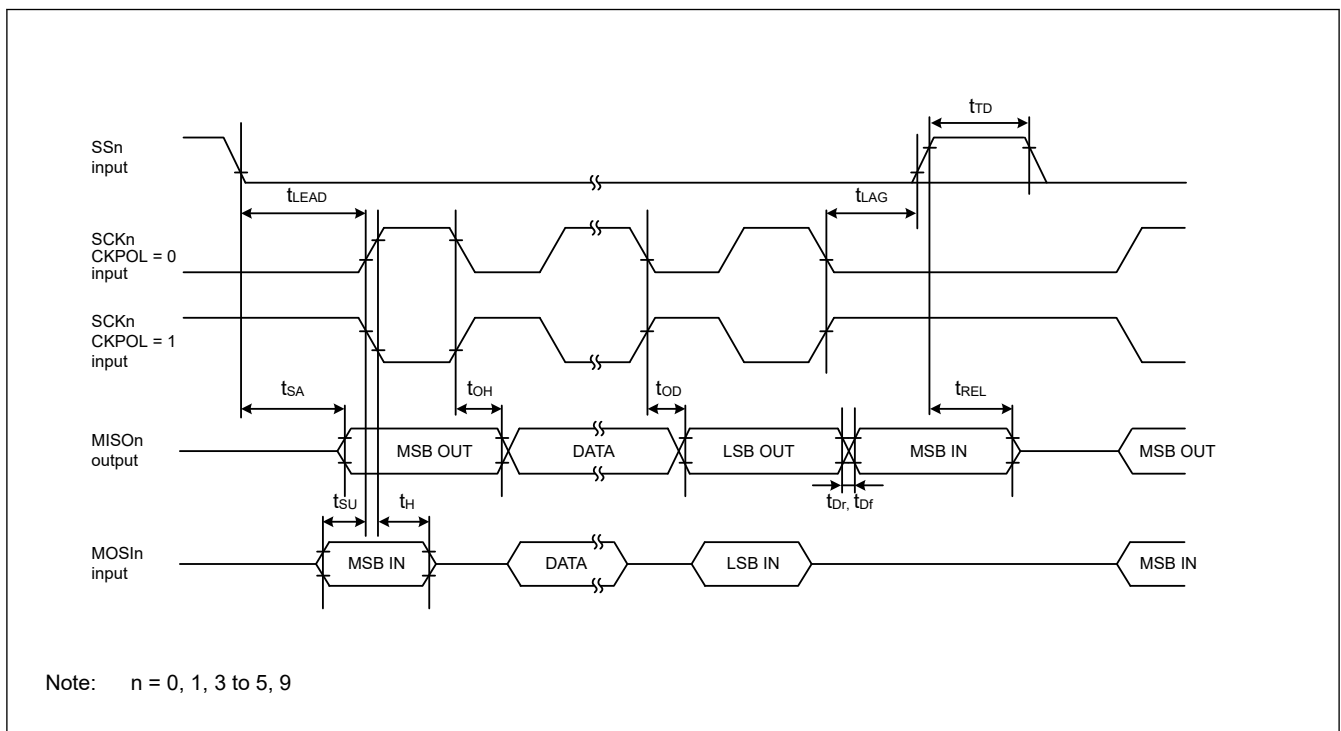 tTD
SSn
input
tLEAD
tLAG
SCKn
CKPOL = 0
input
SCKn
CKPOL = 1
input
tSA
tOH
tOD
tREL
MISOn
output
MSB OUT
DATA
LSB OUT
MSB IN
MSB OUT
tSU
tH
tDr, tDf
MOSIn
input
MSB IN
DATA
LSB IN
MSB IN
Note: n = 0, 1, 3 to 5, 9